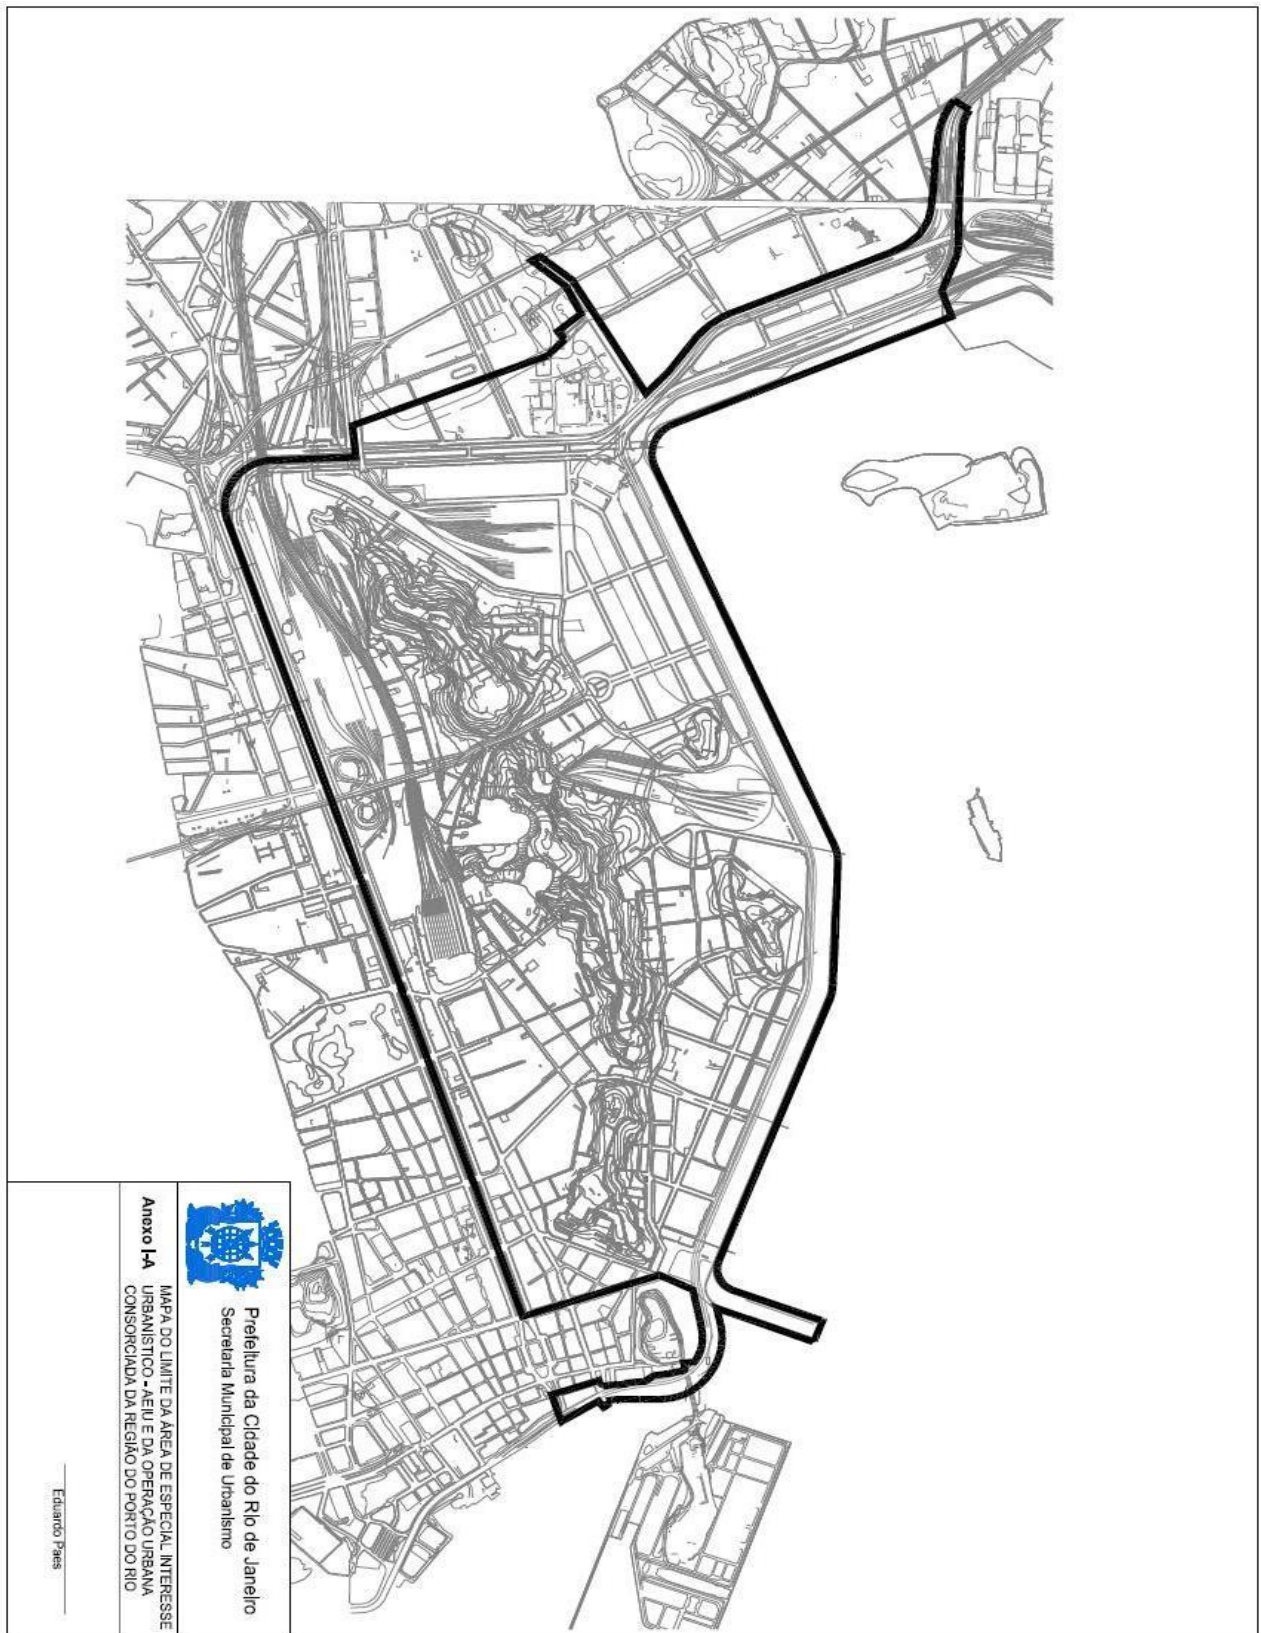 Prefeitura da Cidade do Rio de Janeiro
Secretaria Municipal de Urbanismo
Anexo I-A
MAPA DO LIMITE DA ÁREA DE ESPECIAL INTERESSE
URBANÍSTICO - AEIU E DA OPERAÇÃO URBANA
CONSORCIADA DA REGIÃO DO PORTO DO RIO
Eduardo Paes